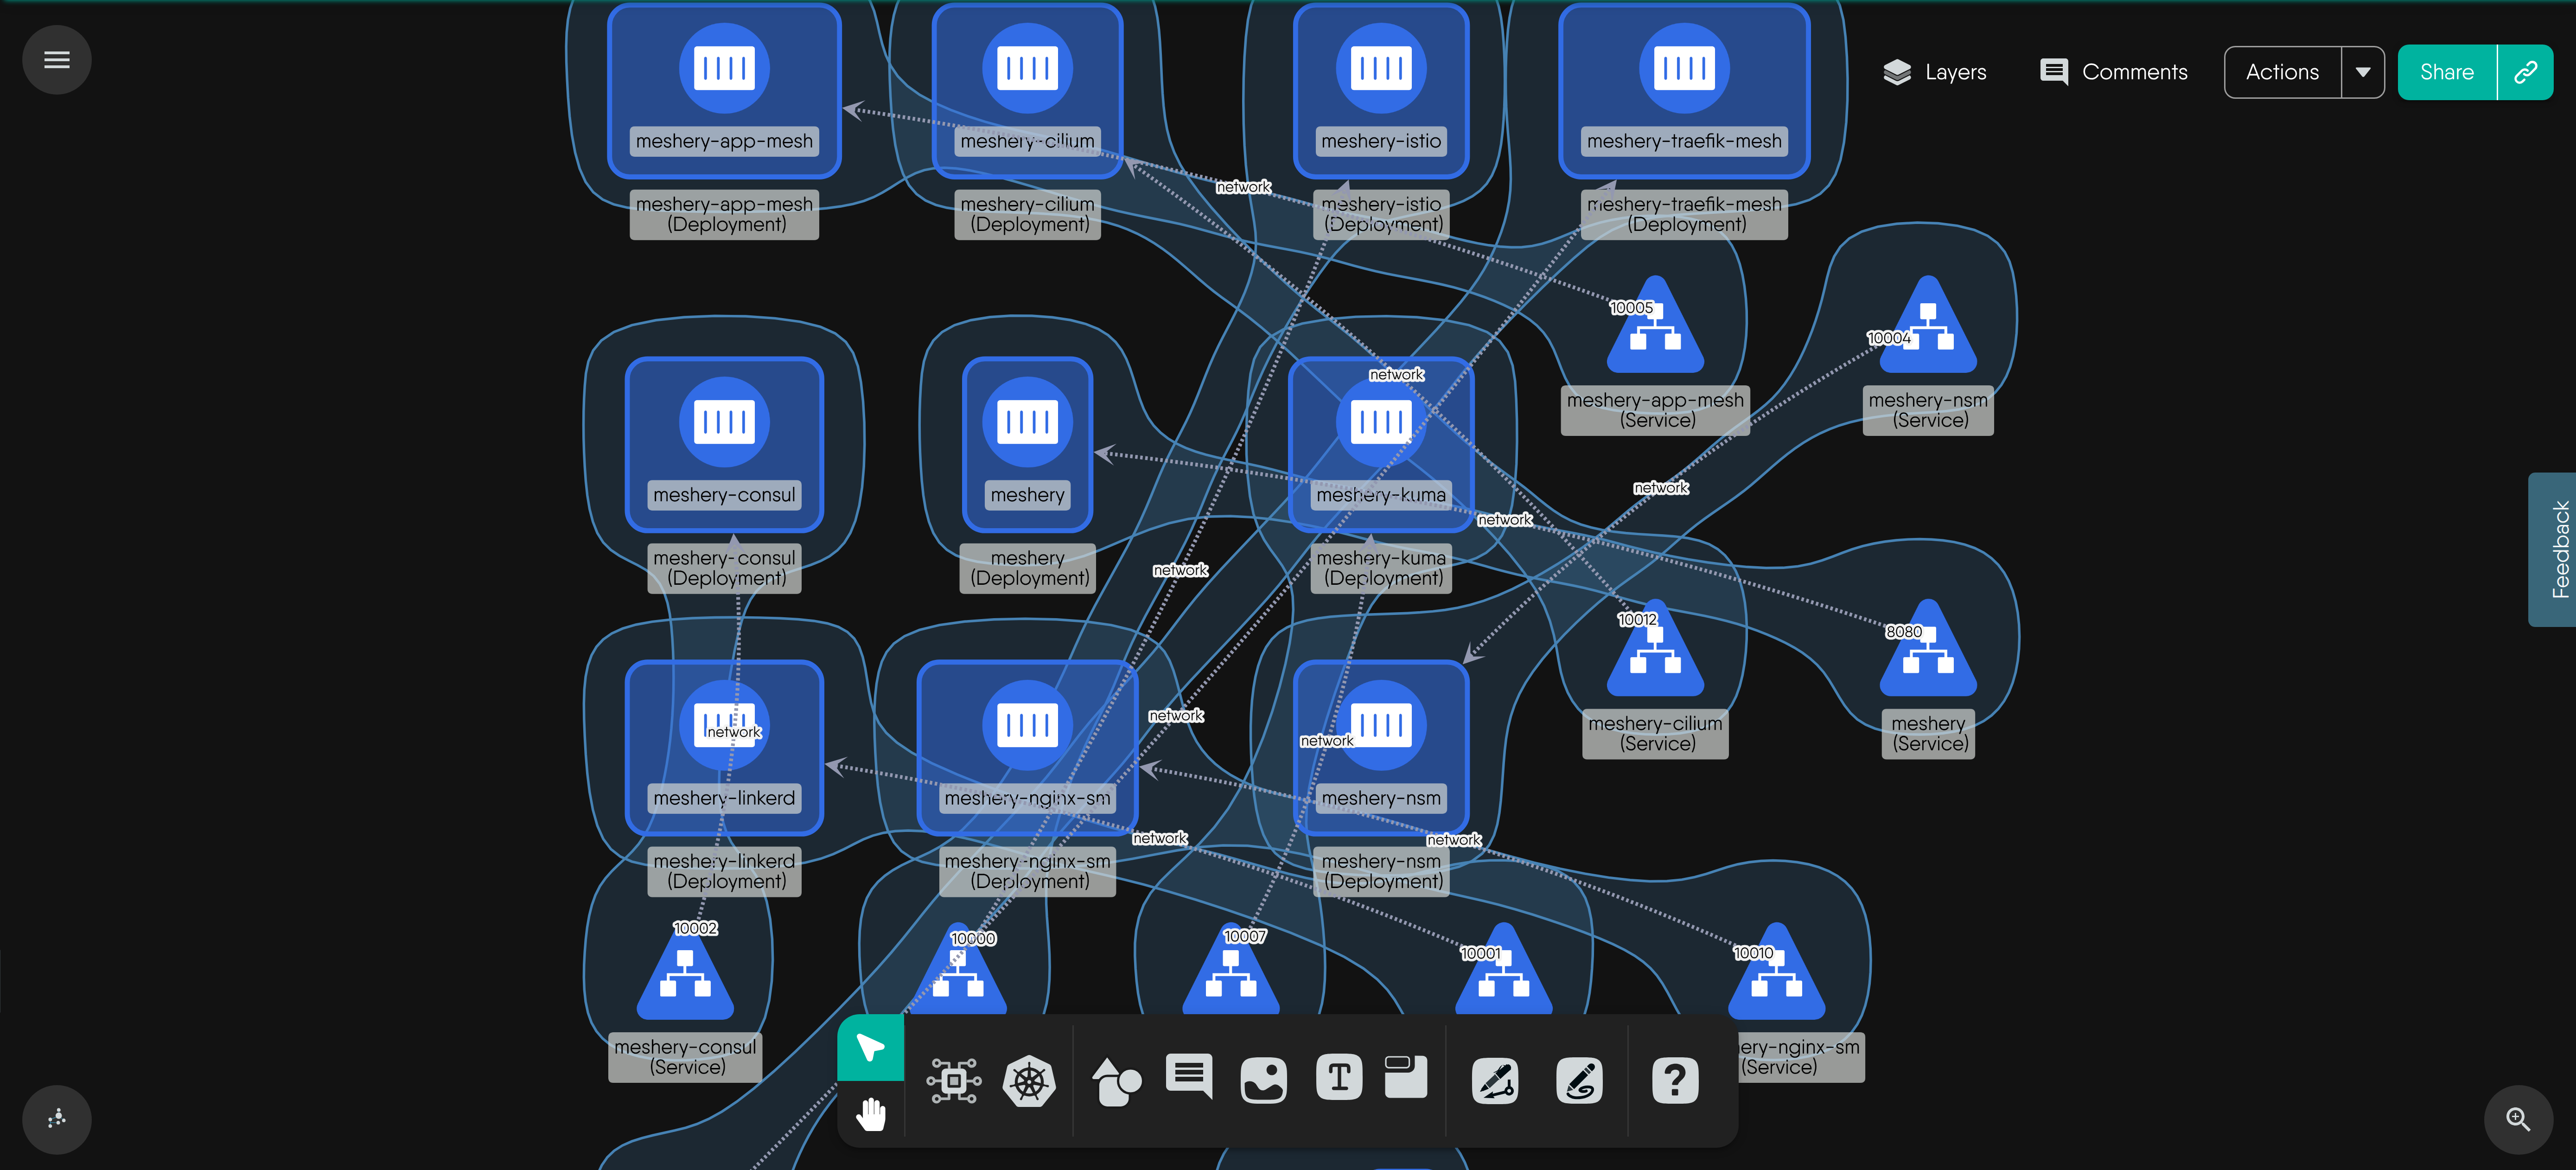 meshery-app-mesh
meshery-cilium
meshery-istio
meshery-traefik-mesh
Layers
Comments
Actions
Share
network
meshery-app-mesh
(Deployment)
meshery-cilium
(Deployment)
meshery-istio
(Deployment)
meshery-traefik-mesh
(Deployment)
10005
10004
network
meshery-app-mesh
(Service)
meshery-nsm
(Service)
meshery-consul
meshery
meshery-kuma
network
network
Feedback
meshery-consul
(Deployment)
meshery
(Deployment)
meshery-kuma
(Deployment)
network
10012
8080
network
network
network
meshery-cilium
(Service)
meshery
(Service)
meshery-linkerd
meshery-nginx-sm
meshery-nsm
network
network
meshery-linkerd
(Deployment)
meshery-nginx-sm
(Deployment)
meshery-nsm
(Deployment)
10002
10000
10007
10001
10010
meshery-consul
(Service)
ery-nginx-sm
(Service)
T
?